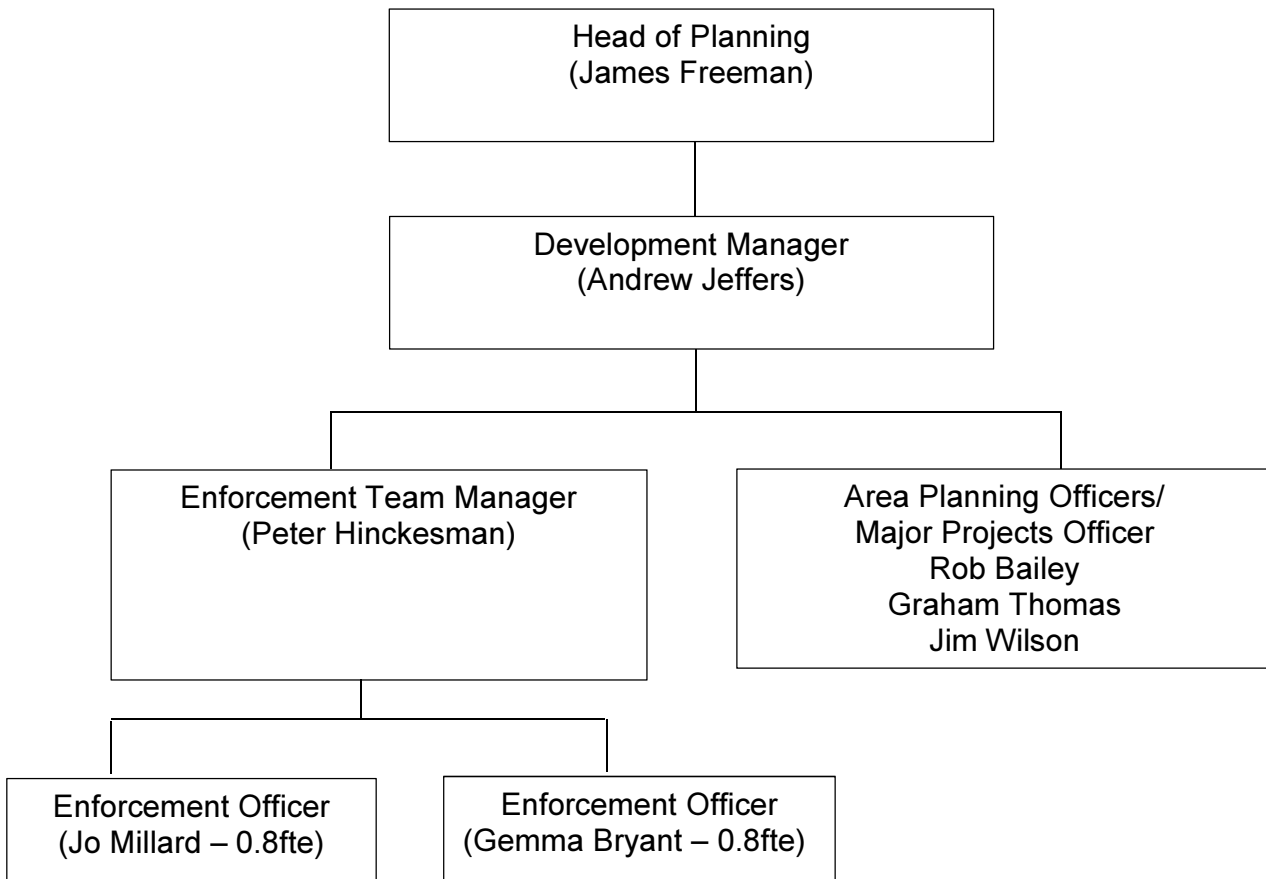 Head of Planning
(James Freeman)
Development Manager
(Andrew Jeffers)
Enforcement Team Manager
(Peter Hinckesman)
Area Planning Officers/
Major Projects Officer
Rob Bailey
Graham Thomas
Jim Wilson
Enforcement Officer
(Jo Millard – 0.8fte)
Enforcement Officer
(Gemma Bryant – 0.8fte)